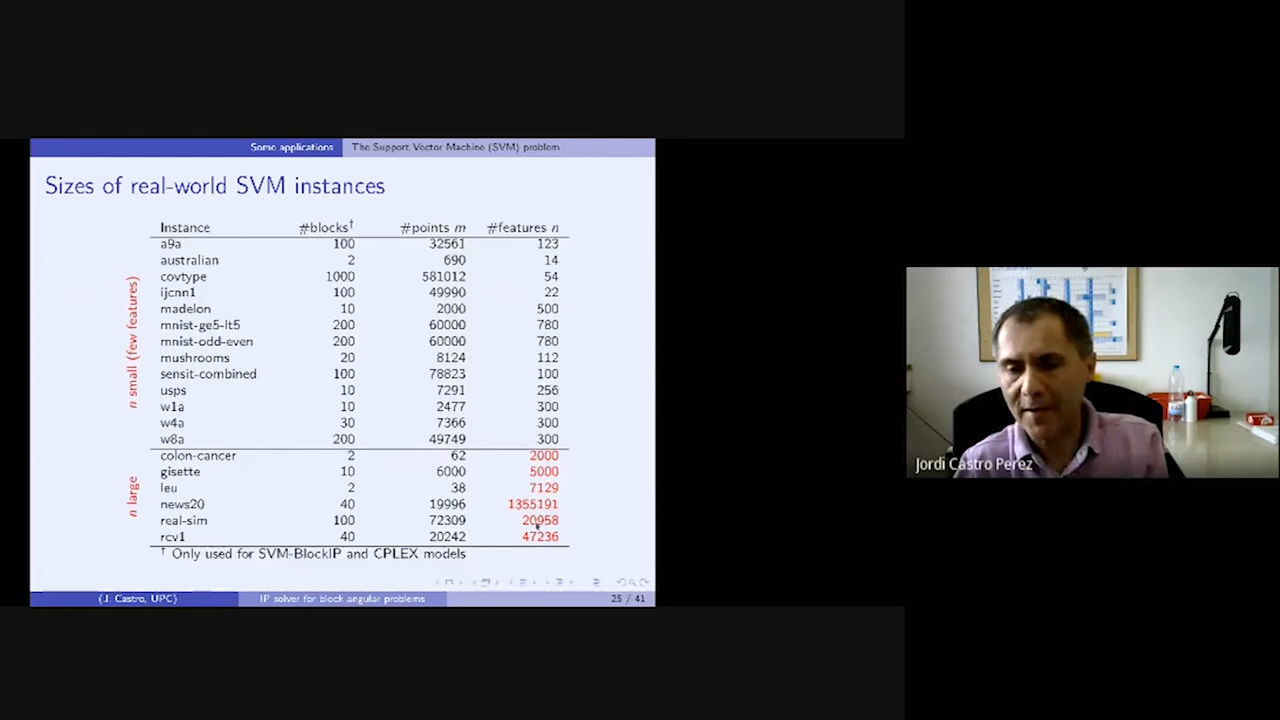 Some applications The Support Vector Machine (SVM) problem
Sizes of real-world SVM instances
Instance #blocks† #points m #features n
a9a 100 32561 123
australian 2 690 14
covtype 1000 581012 54
ijcnn1 100 49990 22
madelon 10 2000 500
mnist-ge5-lt5 200 60000 780
mnist-odd-even 200 60000 780
mushrooms 20 8124 112
sensit-combined 100 78823 100
usps 10 7291 256
w1a 10 2477 300
w4a 30 7366 300
w8a 200 49749 300
n small (few features)
colon-cancer 2 62 2000
gisette 10 6000 5000
leu 2 38 7129
news20 40 19996 1355191
real-sim 100 72309 20958
rcv1 40 20242 47236
n large
† Only used for SVM-BlockIP and CPLEX models
(J. Castro, UPC) IP solver for block angular problems 25 / 41
Jordi Castro Perez